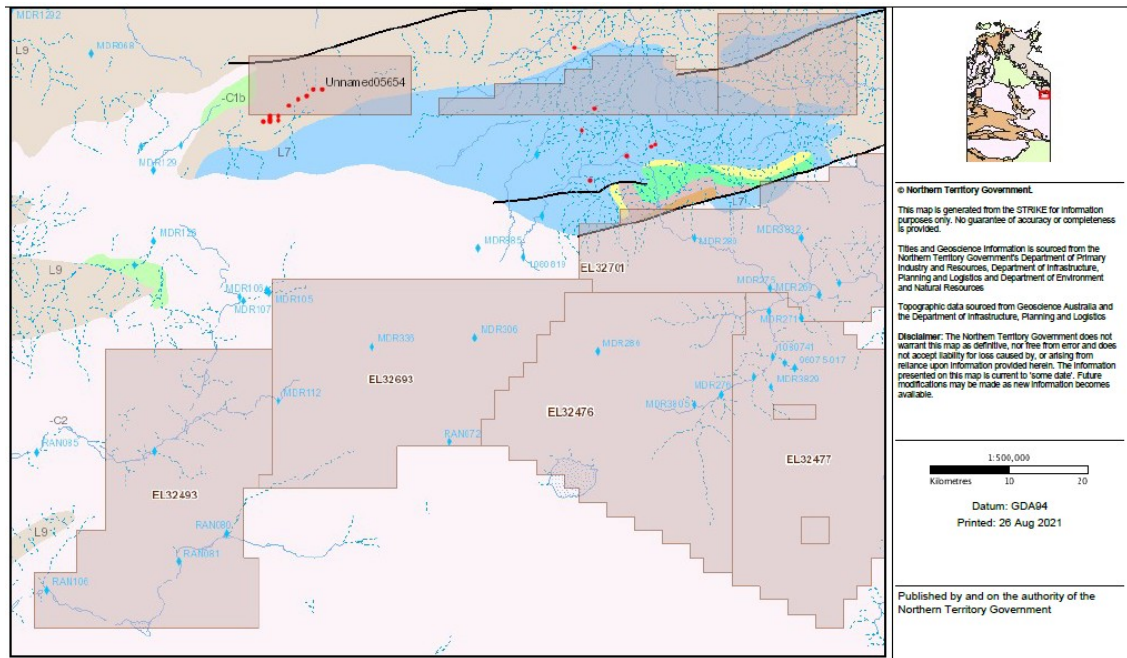 MDR1292
L9
MDR068
Unnamed05654
-C1b
MDR129
L7
L7
MDR126
L9
MDR885
1080819
MDR280
MDR3832
EL32701
MDR106
MDR105
MDR107
MDR275
MDR269
MDR271
MDR335
MDR306
MDR284
1080741
96075-017
EL32693
MDR3829
MDR112
MDR276
MDR3805
EL32476
-C2
RAN085
RAN072
EL32477
EL32493
L9
RAN080
RAN081
RAN106
© Northern Territory Government.
This map is generated from the STRIKE for information
purposes only. No guarantee of accuracy or completeness
is provided.
Titles and Geoscience Information is sourced from the
Northern Territory Government's Department of Primary
Industry and Resources, Department of Infrastructure,
Planning and Logistics and Department of Environment
and Natural Resources
Topographic data sourced from Geoscience Australia and
the Department of Infrastructure, Planning and Logistics
Disclaimer: The Northern Territory Government does not
warrant this map as definitive, nor free from error and does
not accept liability for loss caused by, or arising from
reliance upon information provided herein. The information
presented on this map is current to 'some date'. Future
modifications may be made as new information becomes
available.
1:500,000
Kilometres 10 20
Datum: GDA94
Printed: 26 Aug 2021
Published by and on the authority of the
Northern Territory Government